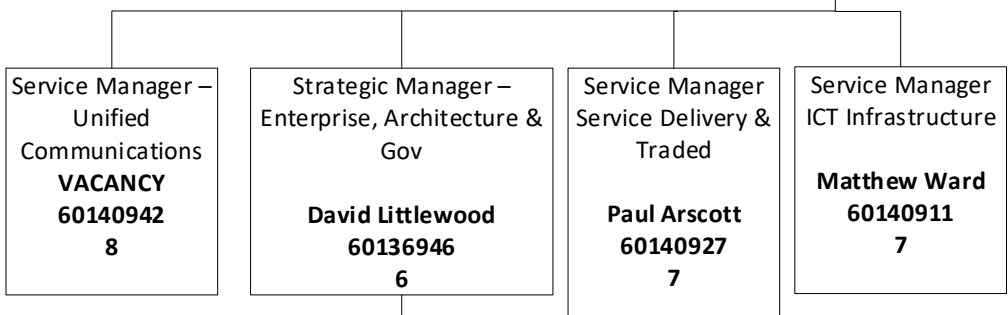 Service Manager –
Unified
Communications
VACANCY
60140942
8
Strategic Manager –
Enterprise, Architecture &
Gov
David Littlewood
60136946
6
Service Manager
Service Delivery &
Traded
Paul Arscott
60140927
7
Service Manager
ICT Infrastructure
Matthew Ward
60140911
7